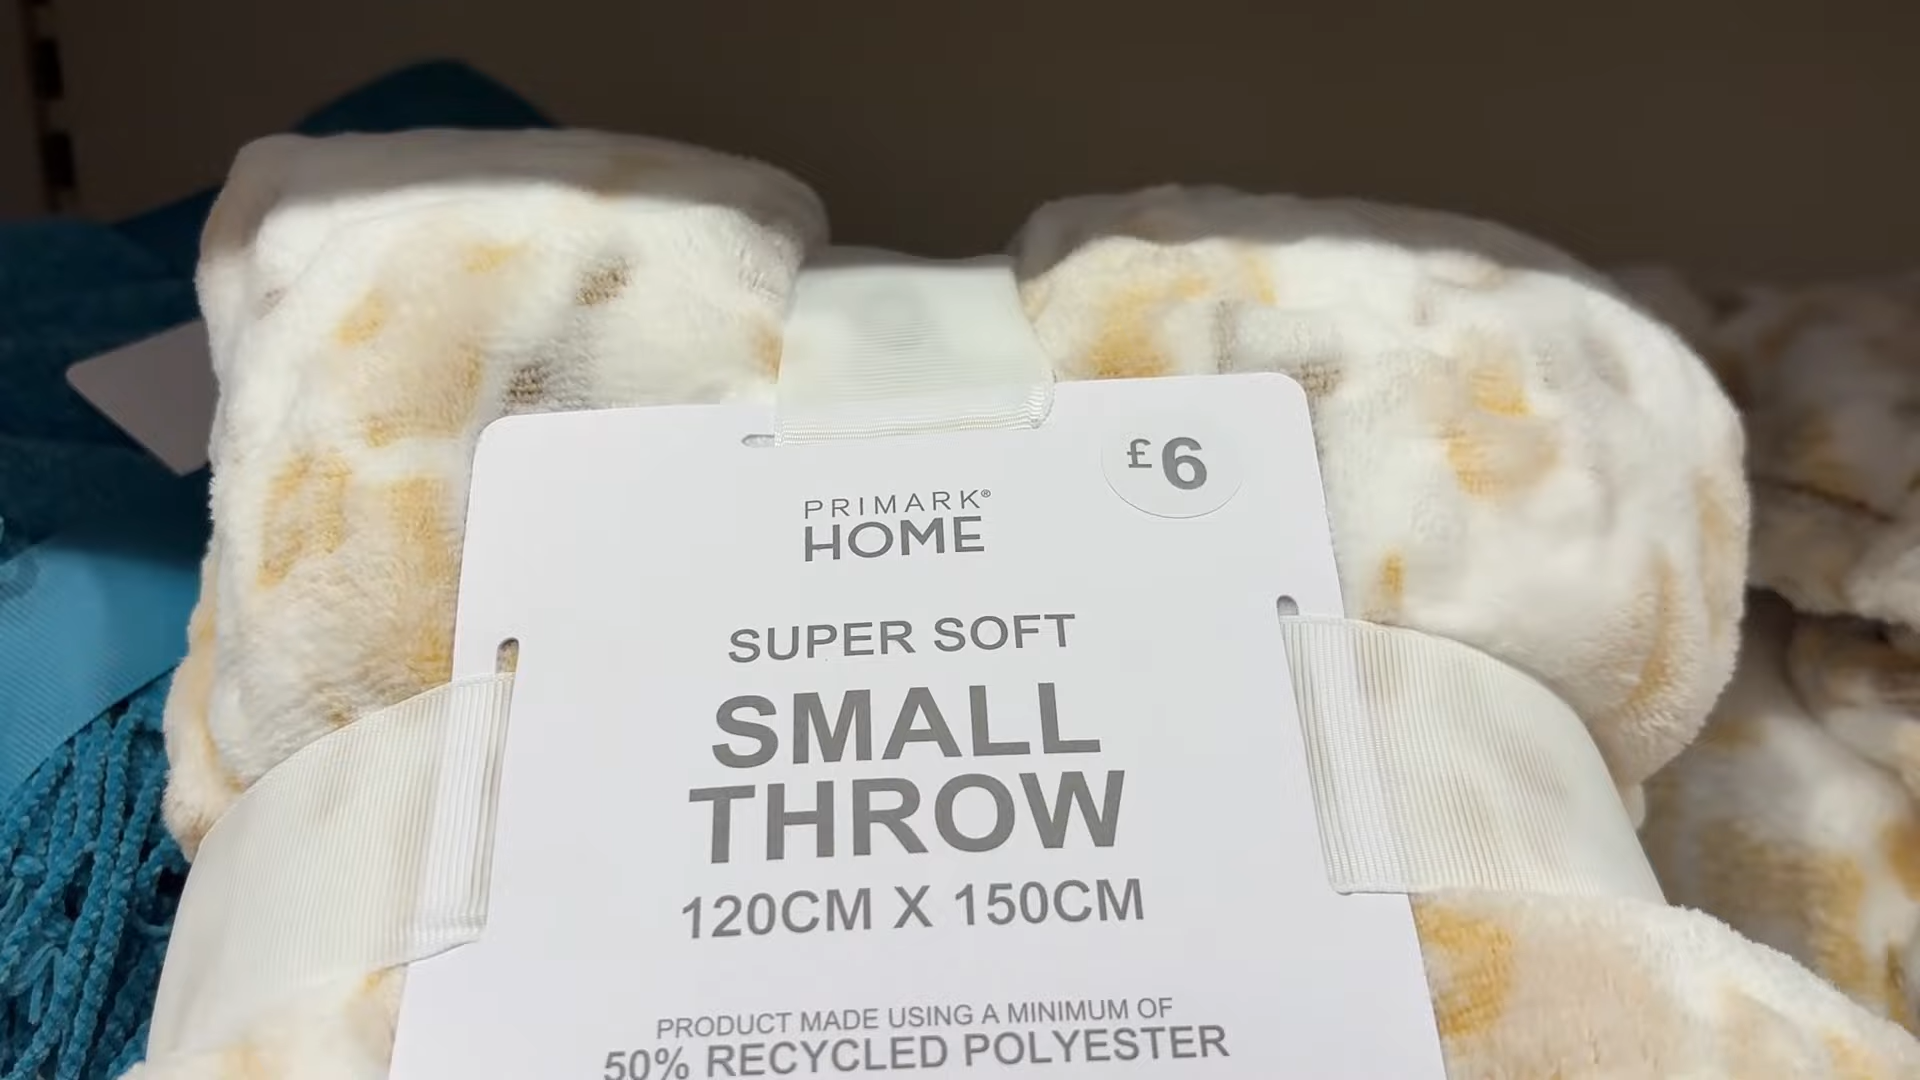 £6
PRIMARK®
HOME
SUPER SOFT
SMALL
THROW
120CM X 150CM
PRODUCT MADE USING A MINIMUM OF
50% RECYCLED POLYESTER